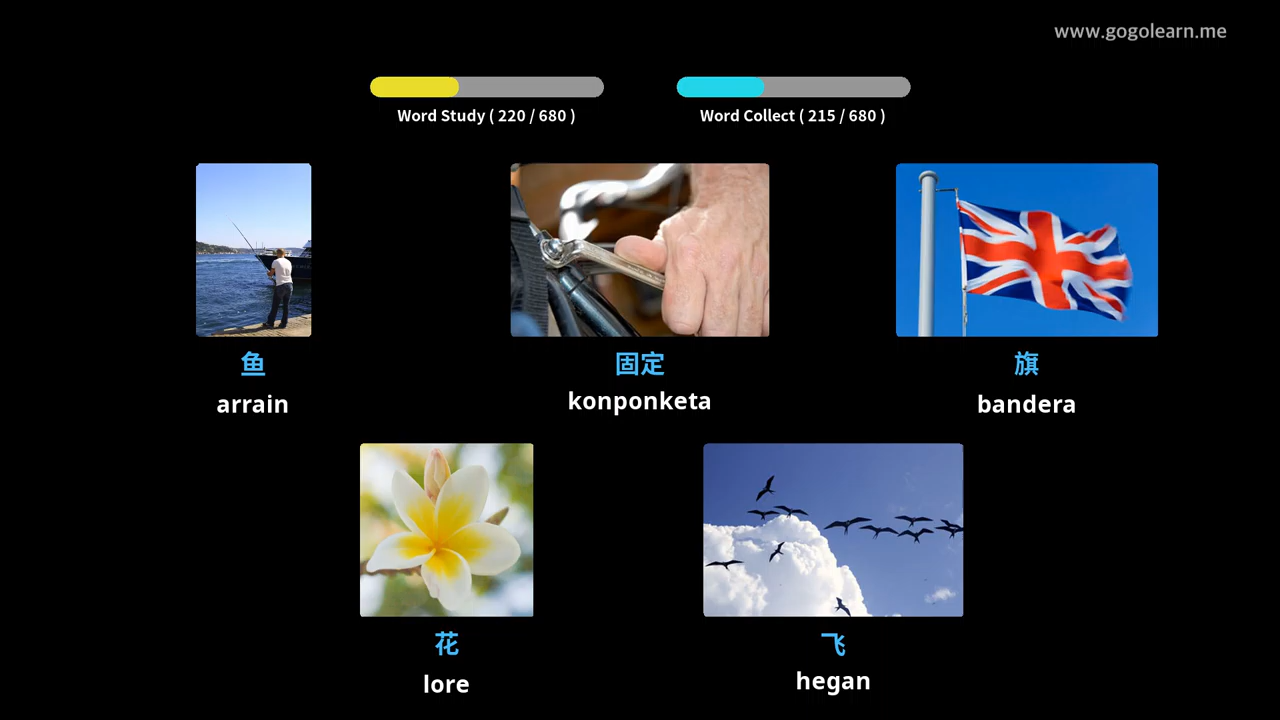 www.gogolearn.me
Word Study ( 220 / 680 )
Word Collect ( 215 / 680 )
鱼
固定
旗
arrain
konponketa
bandera
花
飞
lore
hegan